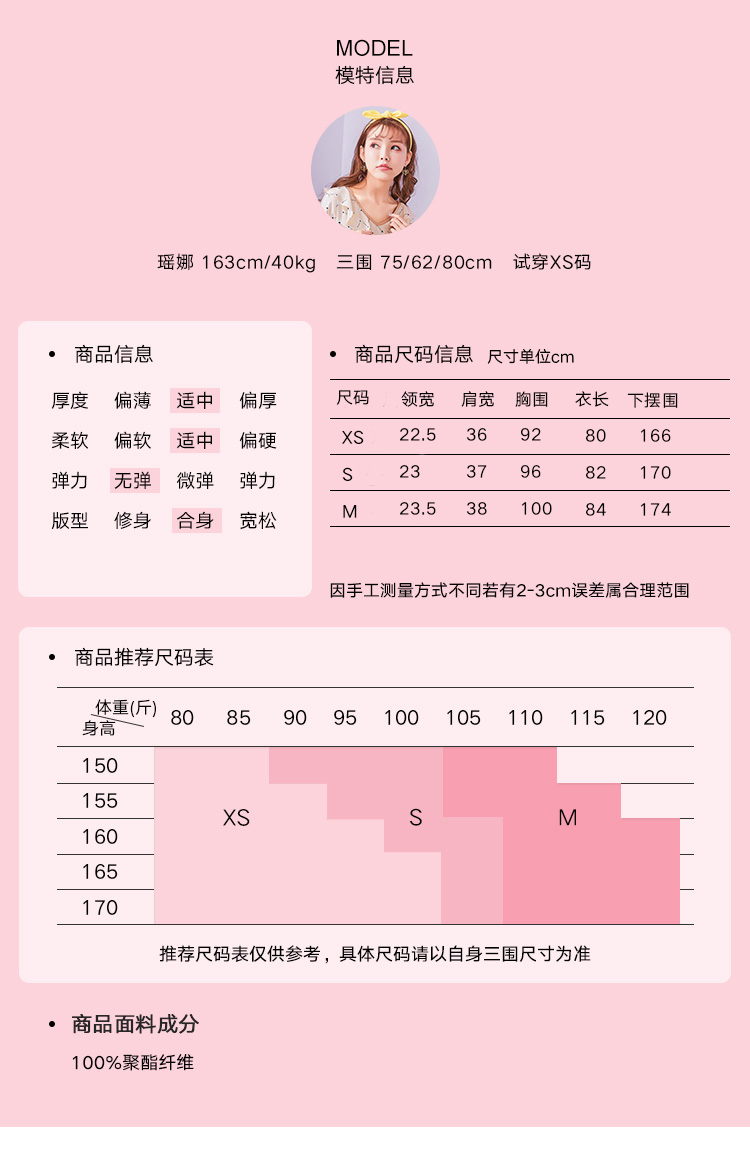 MODEL
模特信息
瑶娜 163cm/40kg 三围 75/62/80cm 试穿XS码
• 商品信息
厚度 偏薄 适中 偏厚
柔软 偏软 适中 偏硬
弹力 无弹 微弹 弹力
版型 修身 合身 宽松
• 商品尺码信息 尺寸单位cm
尺码 领宽 肩宽 胸围 衣长 下摆围
XS 22.5 36 92 80 166
S 23 37 96 82 170
M 23.5 38 100 84 174
因手工测量方式不同若有2-3cm误差属合理范围
• 商品推荐尺码表
体重(斤) 80 85 90 95 100 105 110 115 120
身高
150
155
XS S M
160
165
170
推荐尺码表仅供参考，具体尺码请以自身三围尺寸为准
• 商品面料成分
100%聚酯纤维